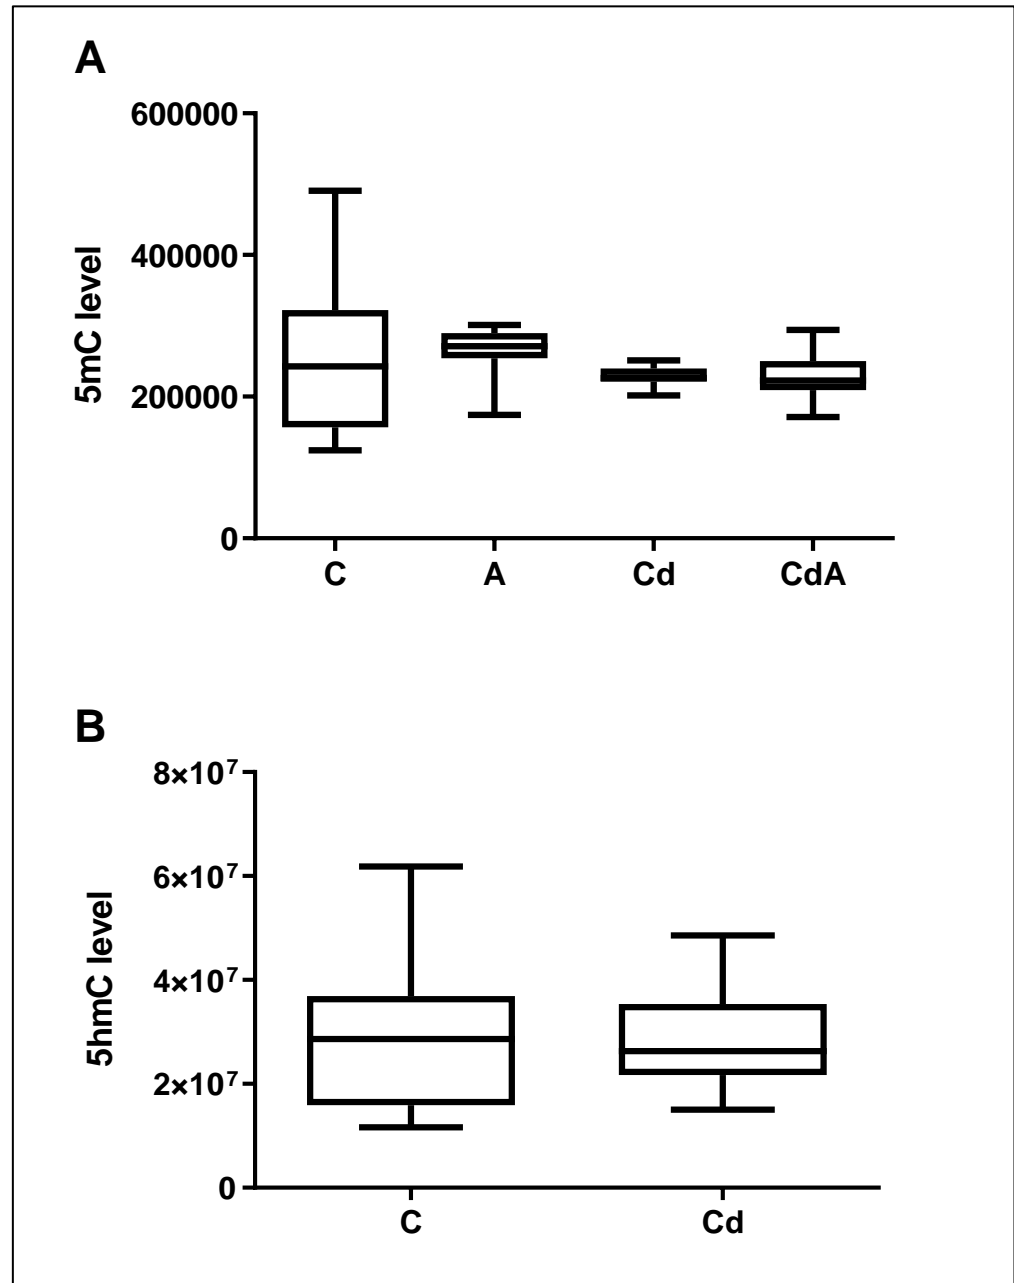 A
600000
400000
200000
0
5mC level
C A Cd CdA
B
8×10⁷
6×10⁷
4×10⁷
2×10⁷
0
5hmC level
C Cd